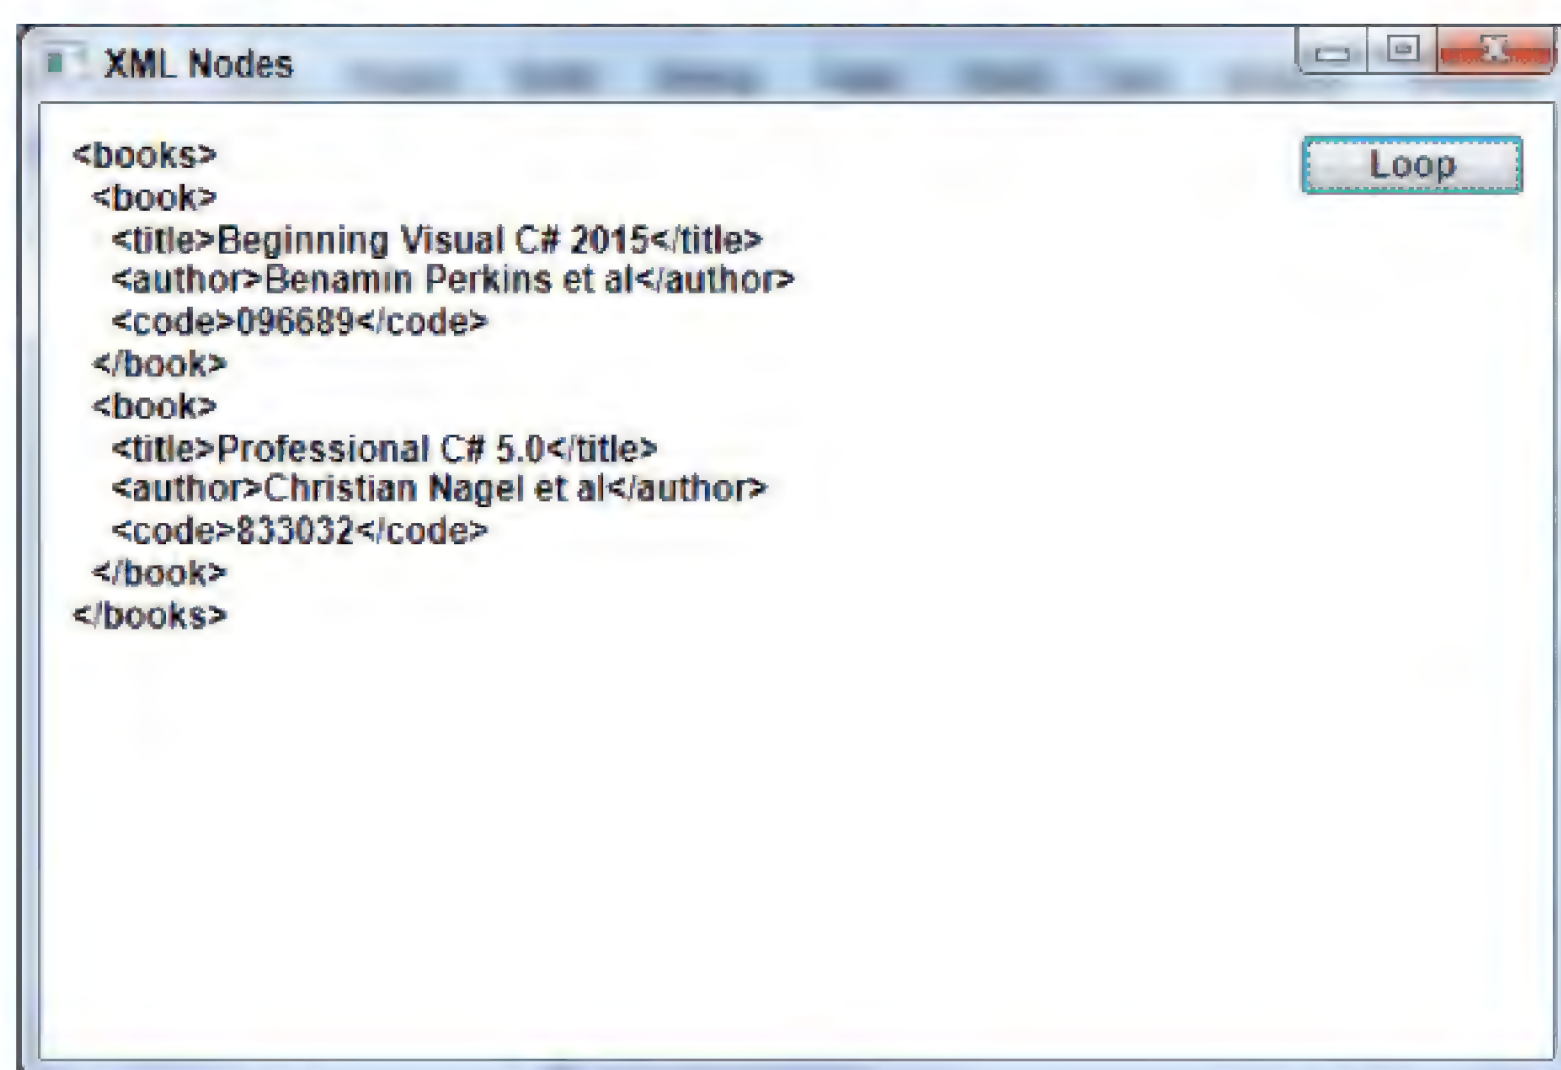 XML Nodes
Loop
<books>
<book>
<title>Beginning Visual C# 2015</title>
<author>Benamin Perkins et al</author>
<code>096689</code>
</book>
<book>
<title>Professional C# 5.0</title>
<author>Christian Nagel et al</author>
<code>833032</code>
</book>
</books>